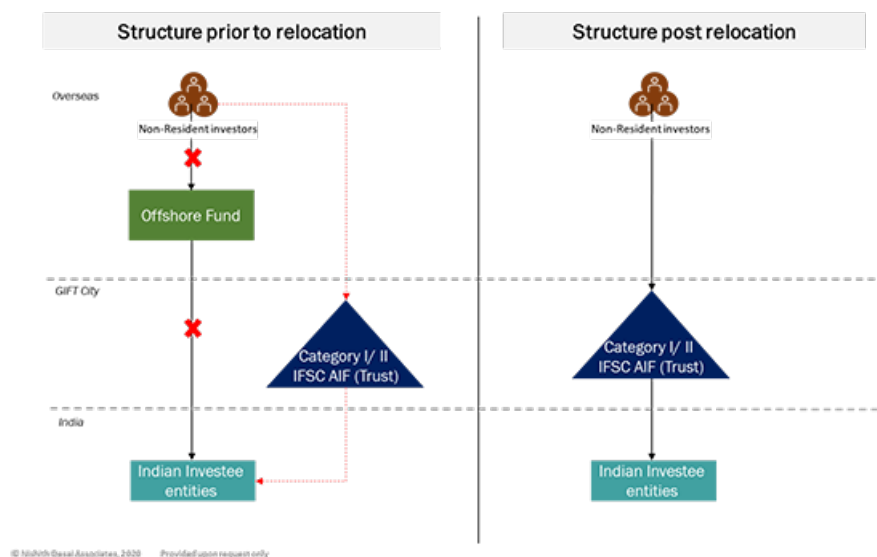 Structure prior to relocation
Structure post relocation
Overseas
Non-Resident investors
Non-Resident investors
Offshore Fund
GIFT City
Category I/ II
IFSC AIF (Trust)
Category I/ II
IFSC AIF (Trust)
India
Indian Investee
entities
Indian Investee
entities
© Nishith Desai Associates, 2020 Provided upon request only